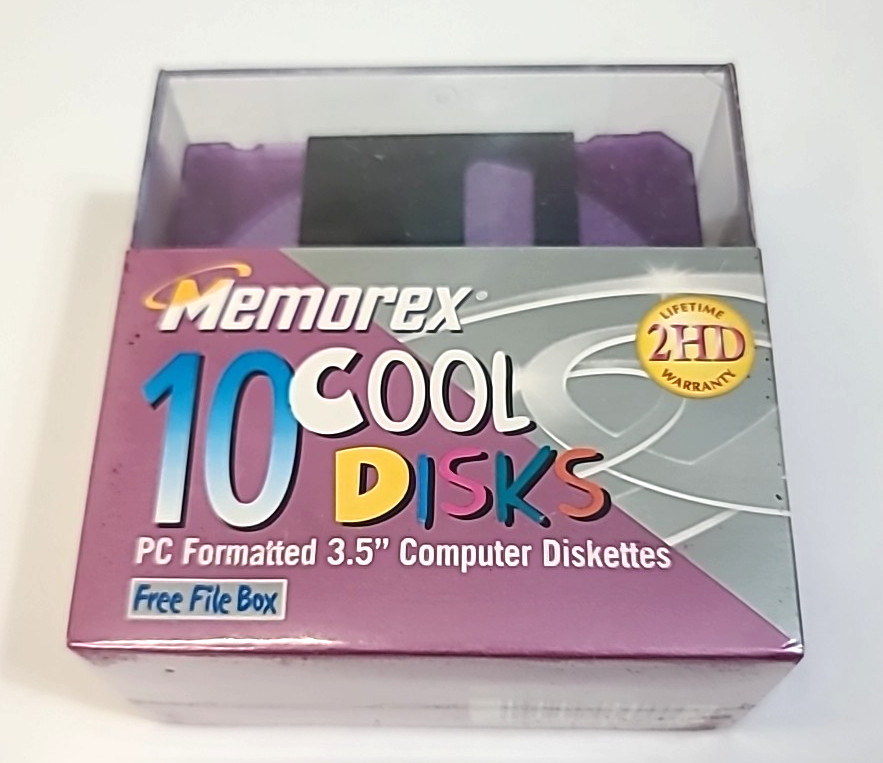 Memorex®
LIFETIME
2HD
WARRANTY
10 COOL
DISKS
PC Formatted 3.5” Computer Diskettes
Free File Box